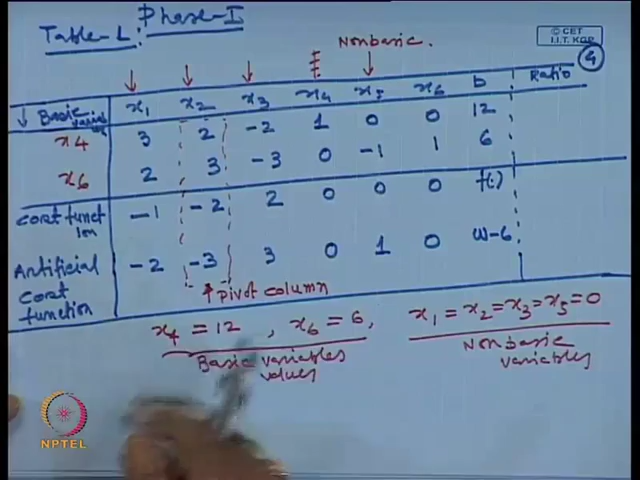 Table-1: Phase-I
© CET
I.I.T. KGP
4
Nonbasic.
↓ Basic variables x1 x2 x3 x4 x5 x6 b Ratio
x4 3 2 -2 1 0 0 12
x6 2 3 -3 0 -1 1 6
Cost function -1 -2 2 0 0 0 f(·)
Artificial cost function -2 -3 3 0 1 0 w-6
↑ Pivot column
x4 = 12 , x6 = 6, x1 = x2 = x3 = x5 = 0
Basic variables values
Nonbasic variables
NPTEL